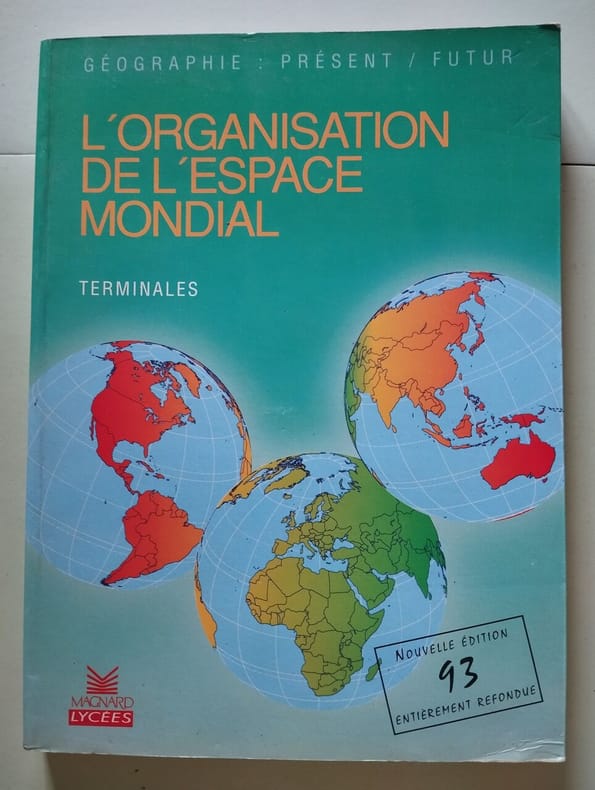 GÉOGRAPHIE : PRÉSENT / FUTUR
L'ORGANISATION
DE L'ESPACE
MONDIAL
TERMINALES
NOUVELLE ÉDITION
93
ENTIÈREMENT REFONDUE
MAGNARD
LYCÉES